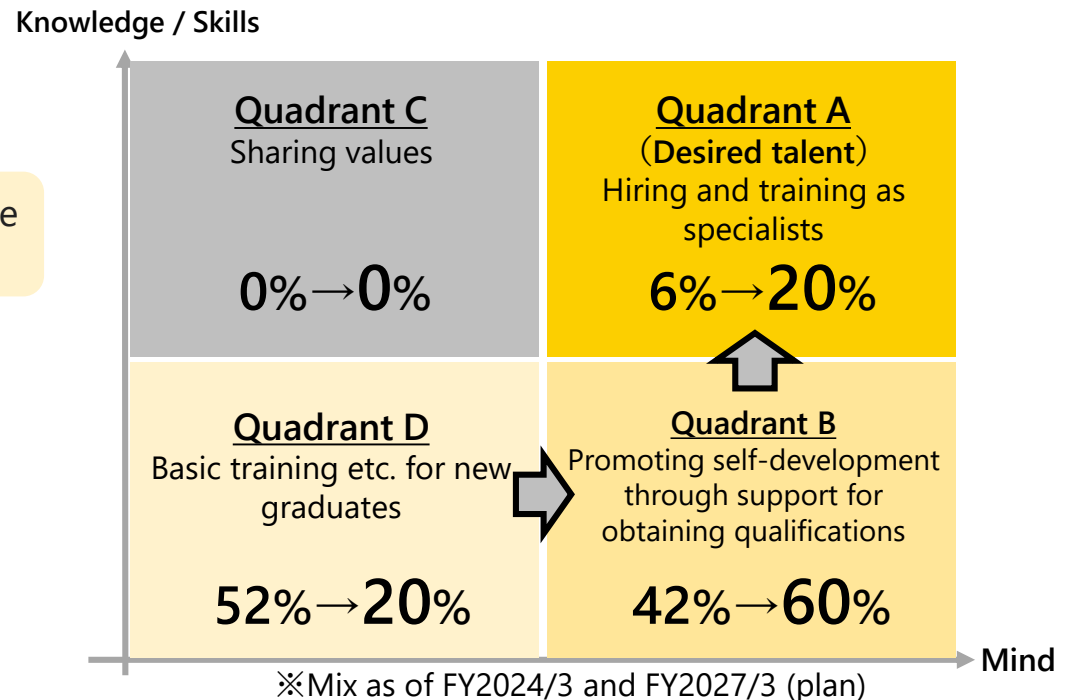 Knowledge / Skills
Quadrant C
Sharing values
0%→0%
Quadrant A
（Desired talent）
Hiring and training as
specialists
6%→20%
e
Quadrant D
Basic training etc. for new
graduates
52%→20%
Quadrant B
Promoting self-development
through support for
obtaining qualifications
42%→60%
Mind
※Mix as of FY2024/3 and FY2027/3 (plan)